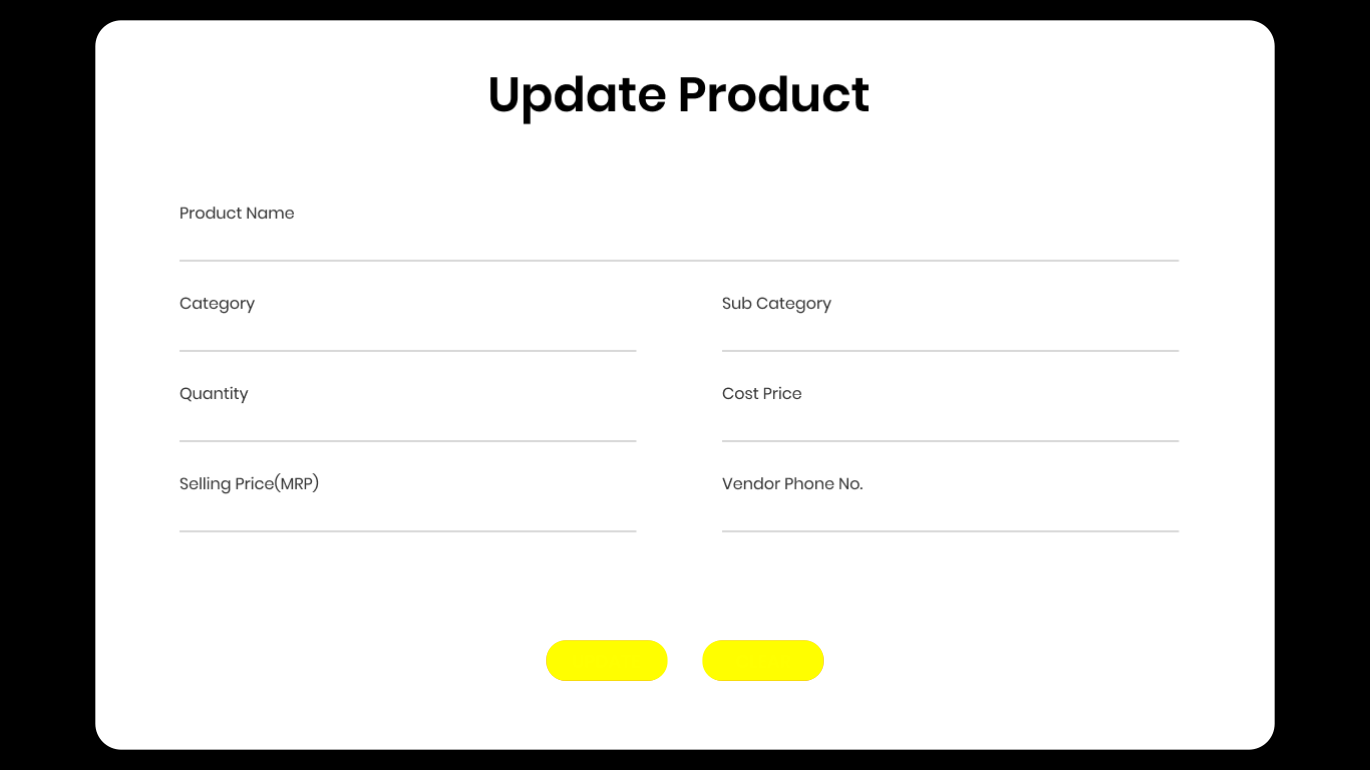 Update Product
Product Name
Category
Sub Category
Quantity
Cost Price
Selling Price(MRP)
Vendor Phone No.